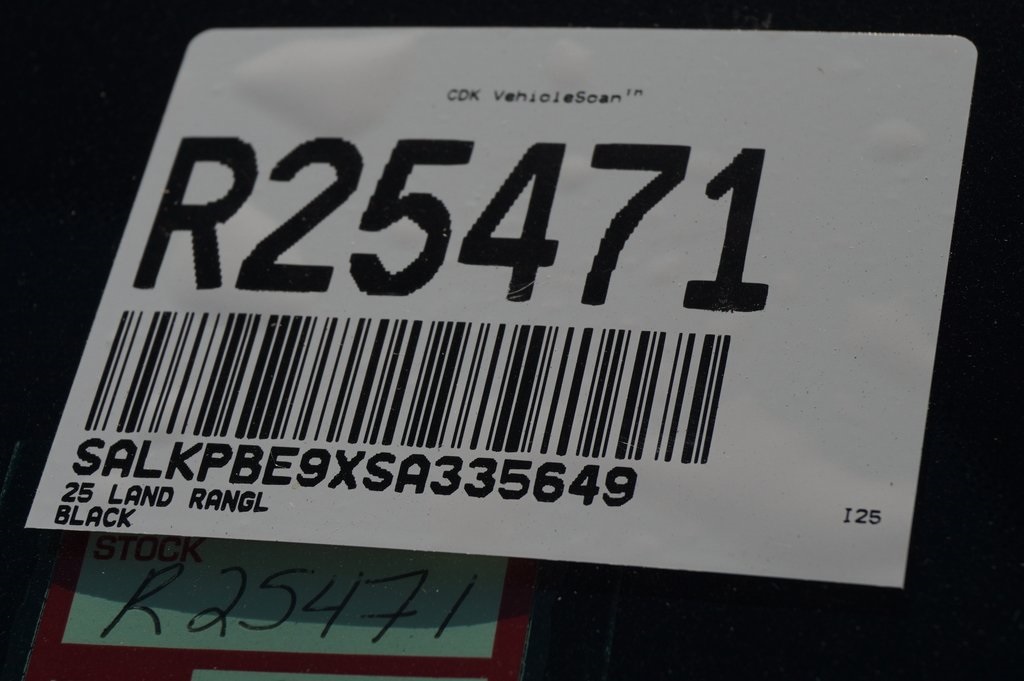 CDK VehicleScan™
R25471
SALKPBE9XSA335649
25 LAND RANGL
BLACK
I25
STOCK
R25471